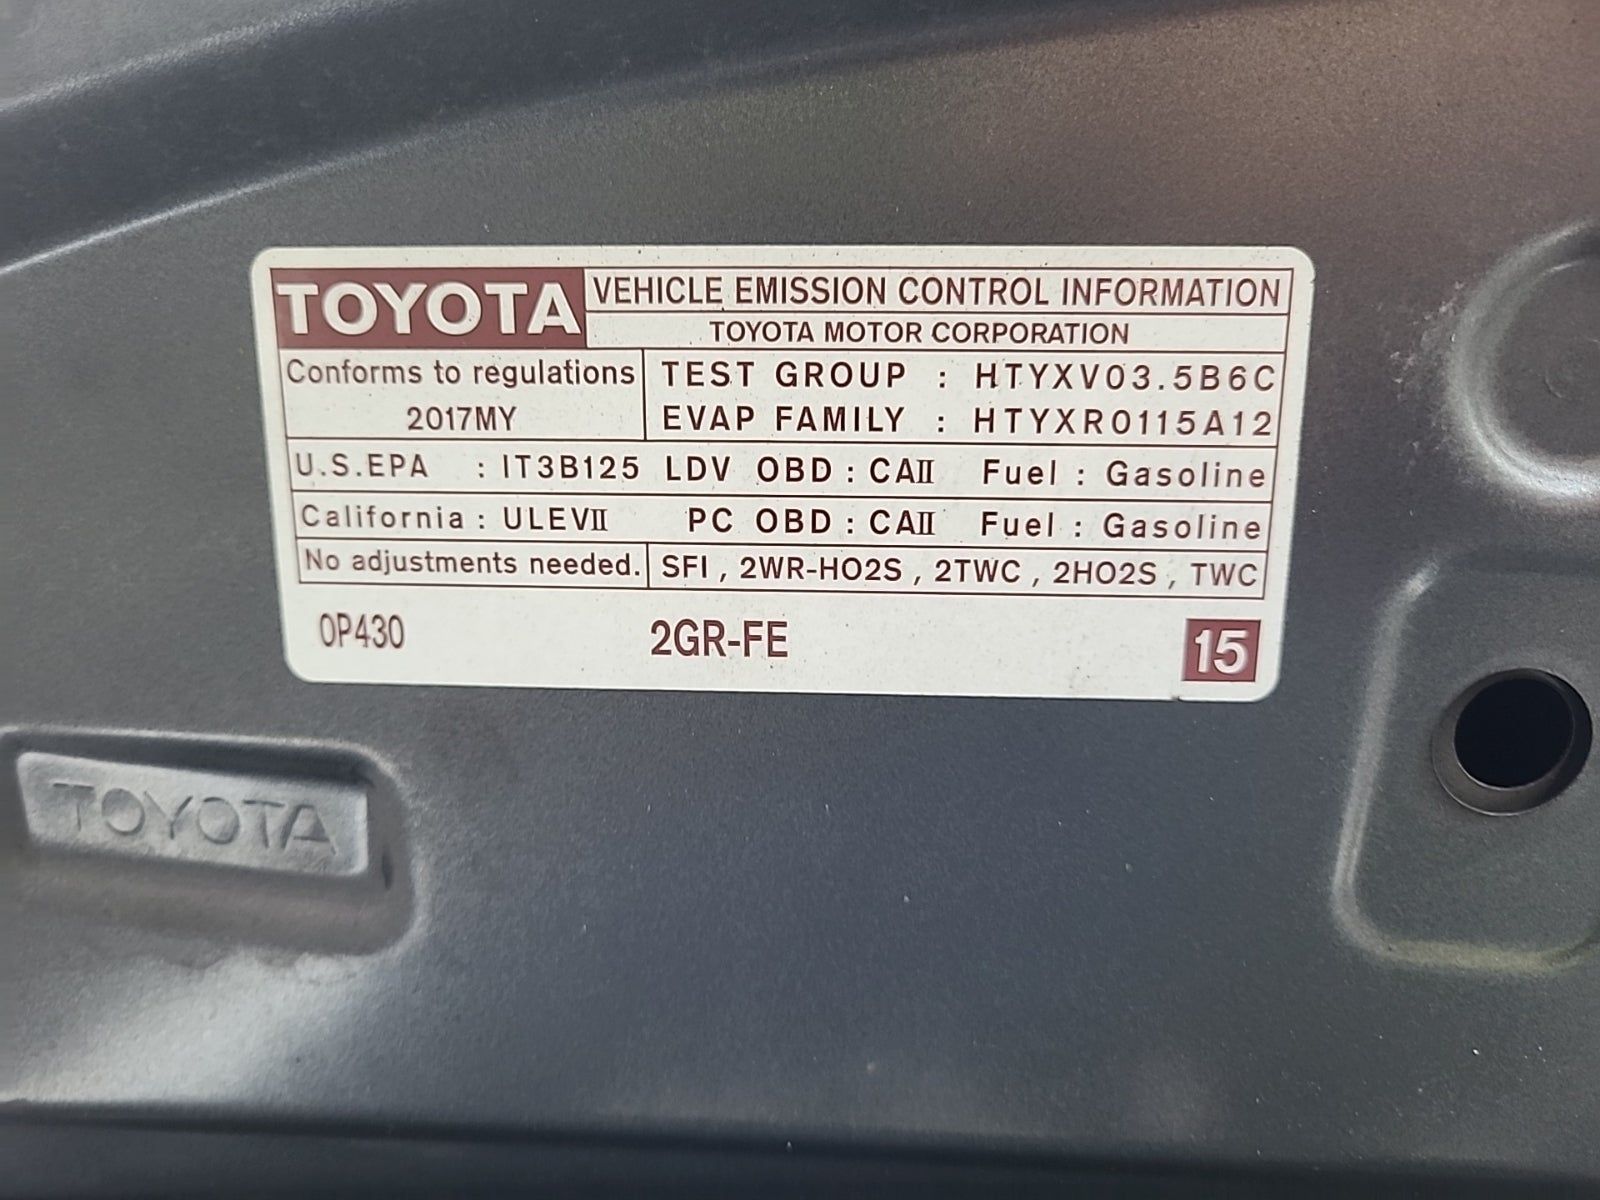 TOYOTA VEHICLE EMISSION CONTROL INFORMATION
TOYOTA MOTOR CORPORATION
Conforms to regulations TEST GROUP : HTYXV03.5B6C
2017MY EVAP FAMILY : HTYXR0115A12
U.S.EPA : IT3B125 LDV OBD : CAII Fuel : Gasoline
California : ULEVII PC OBD : CAII Fuel : Gasoline
No adjustments needed. SFI , 2WR-HO2S , 2TWC , 2HO2S , TWC
0P430 2GR-FE 15
TOYOTA